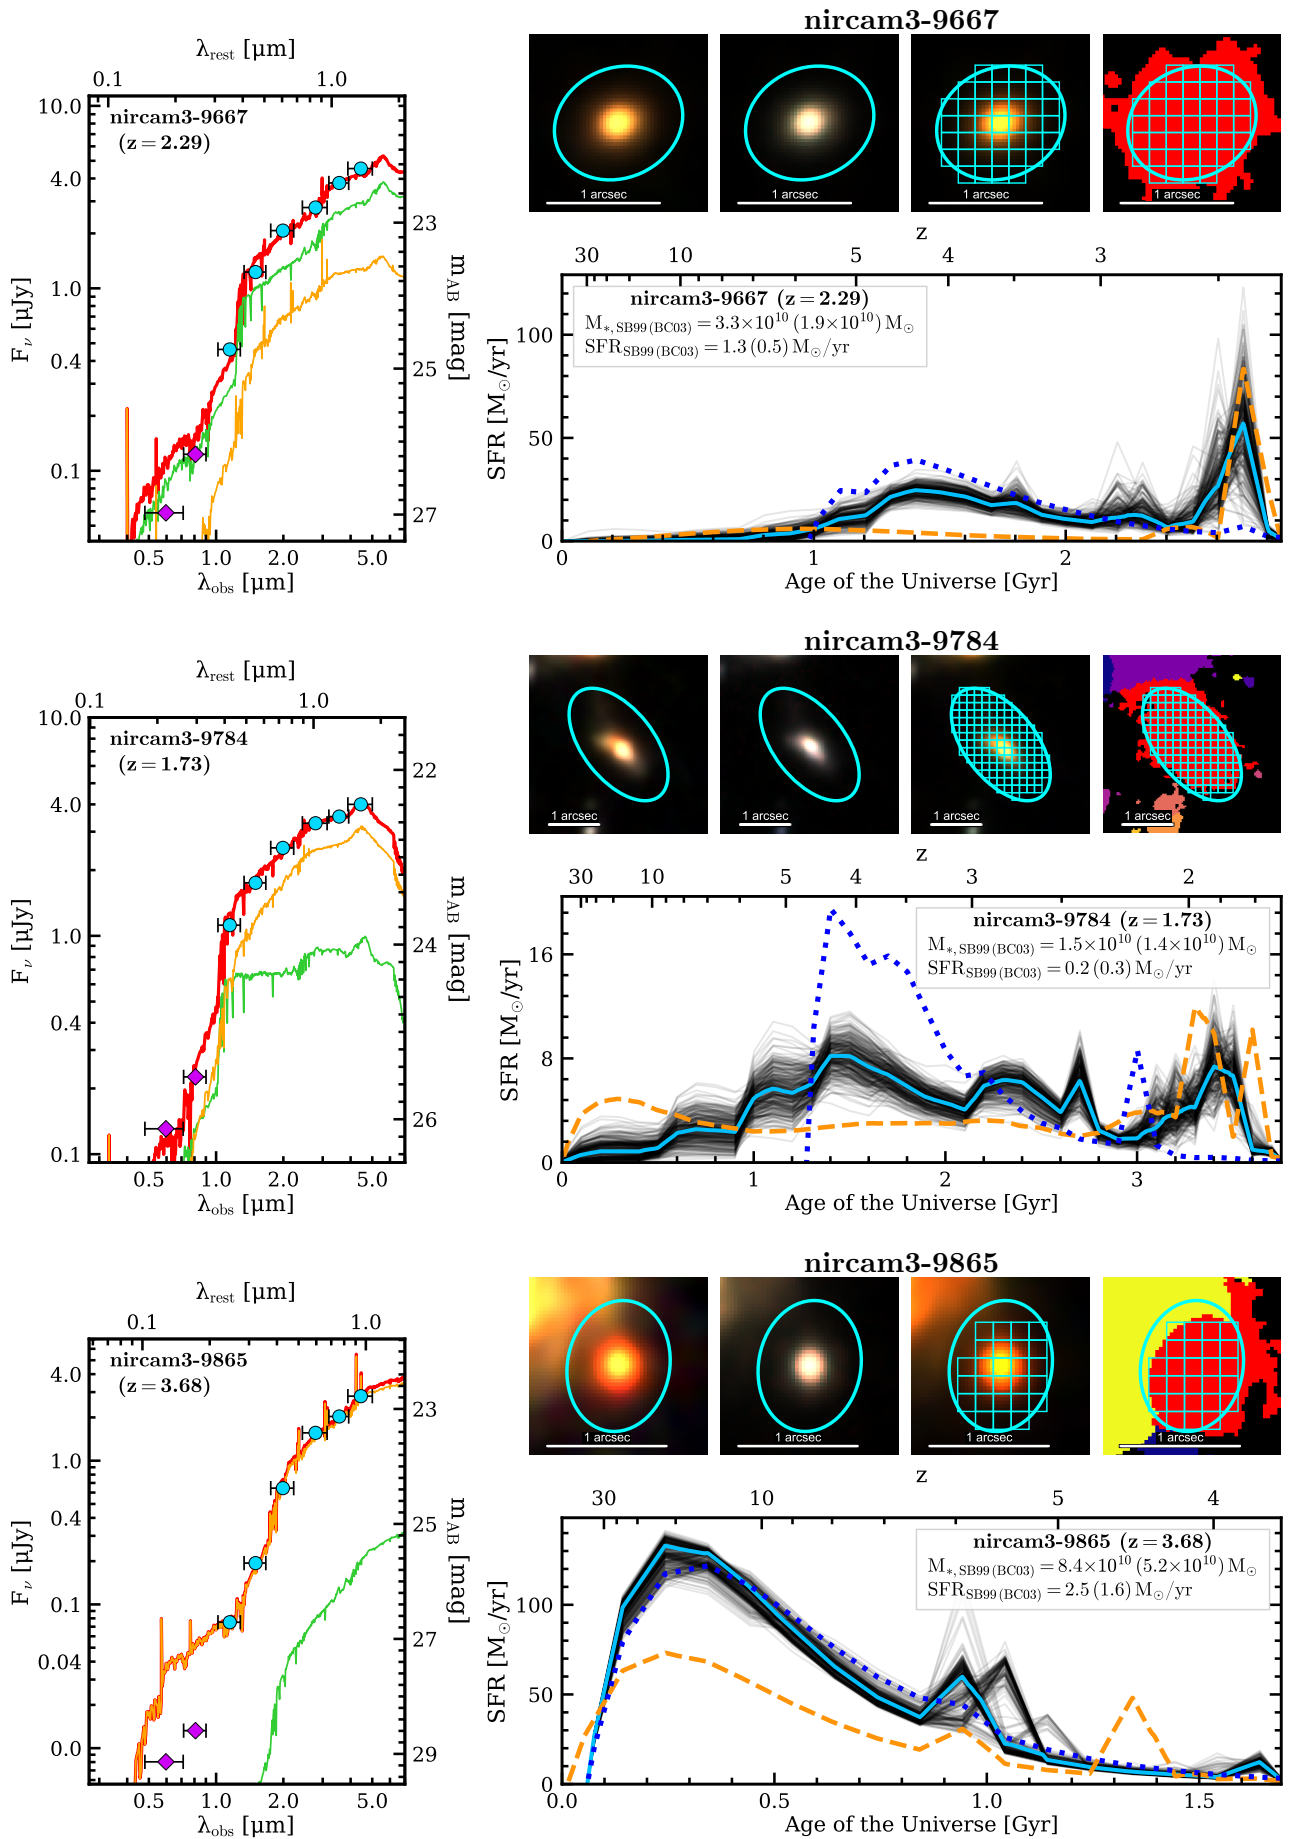 nircam3-9667
λrest [μm]
0.1 1.0
nircam3-9667
(z = 2.29)
10.0
4.0
2.0
1.0
0.4
0.1
Fν [μJy]
23
25
27
mAB [mag]
0.5 1.0 2.0 5.0
λobs [μm]
1 arcsec
1 arcsec
1 arcsec
1 arcsec
z
30 10 5 4 3
nircam3-9667 (z = 2.29)
M*, SB99 (BC03) = 3.3×10¹⁰ (1.9×10¹⁰) M⊙
SFRSB99 (BC03) = 1.3 (0.5) M⊙/yr
SFR [M⊙/yr]
100
50
0
0 1 2
Age of the Universe [Gyr]
nircam3-9784
λrest [μm]
0.1 1.0
nircam3-9784
(z = 1.73)
10.0
4.0
1.0
0.4
0.1
Fν [μJy]
22
24
26
mAB [mag]
0.5 1.0 2.0 5.0
λobs [μm]
1 arcsec
1 arcsec
1 arcsec
1 arcsec
z
30 10 5 4 3 2
nircam3-9784 (z = 1.73)
M*, SB99 (BC03) = 1.5×10¹⁰ (1.4×10¹⁰) M⊙
SFRSB99 (BC03) = 0.2 (0.3) M⊙/yr
SFR [M⊙/yr]
16
8
0
0 1 2 3
Age of the Universe [Gyr]
nircam3-9865
λrest [μm]
0.1 1.0
nircam3-9865
(z = 3.68)
4.0
1.0
0.4
0.1
0.04
0.0
Fν [μJy]
23
25
27
29
mAB [mag]
0.5 1.0 2.0 5.0
λobs [μm]
1 arcsec
1 arcsec
1 arcsec
1 arcsec
z
30 10 5 4
nircam3-9865 (z = 3.68)
M*, SB99 (BC03) = 8.4×10¹⁰ (5.2×10¹⁰) M⊙
SFRSB99 (BC03) = 2.5 (1.6) M⊙/yr
SFR [M⊙/yr]
100
50
0
0.0 0.5 1.0 1.5
Age of the Universe [Gyr]